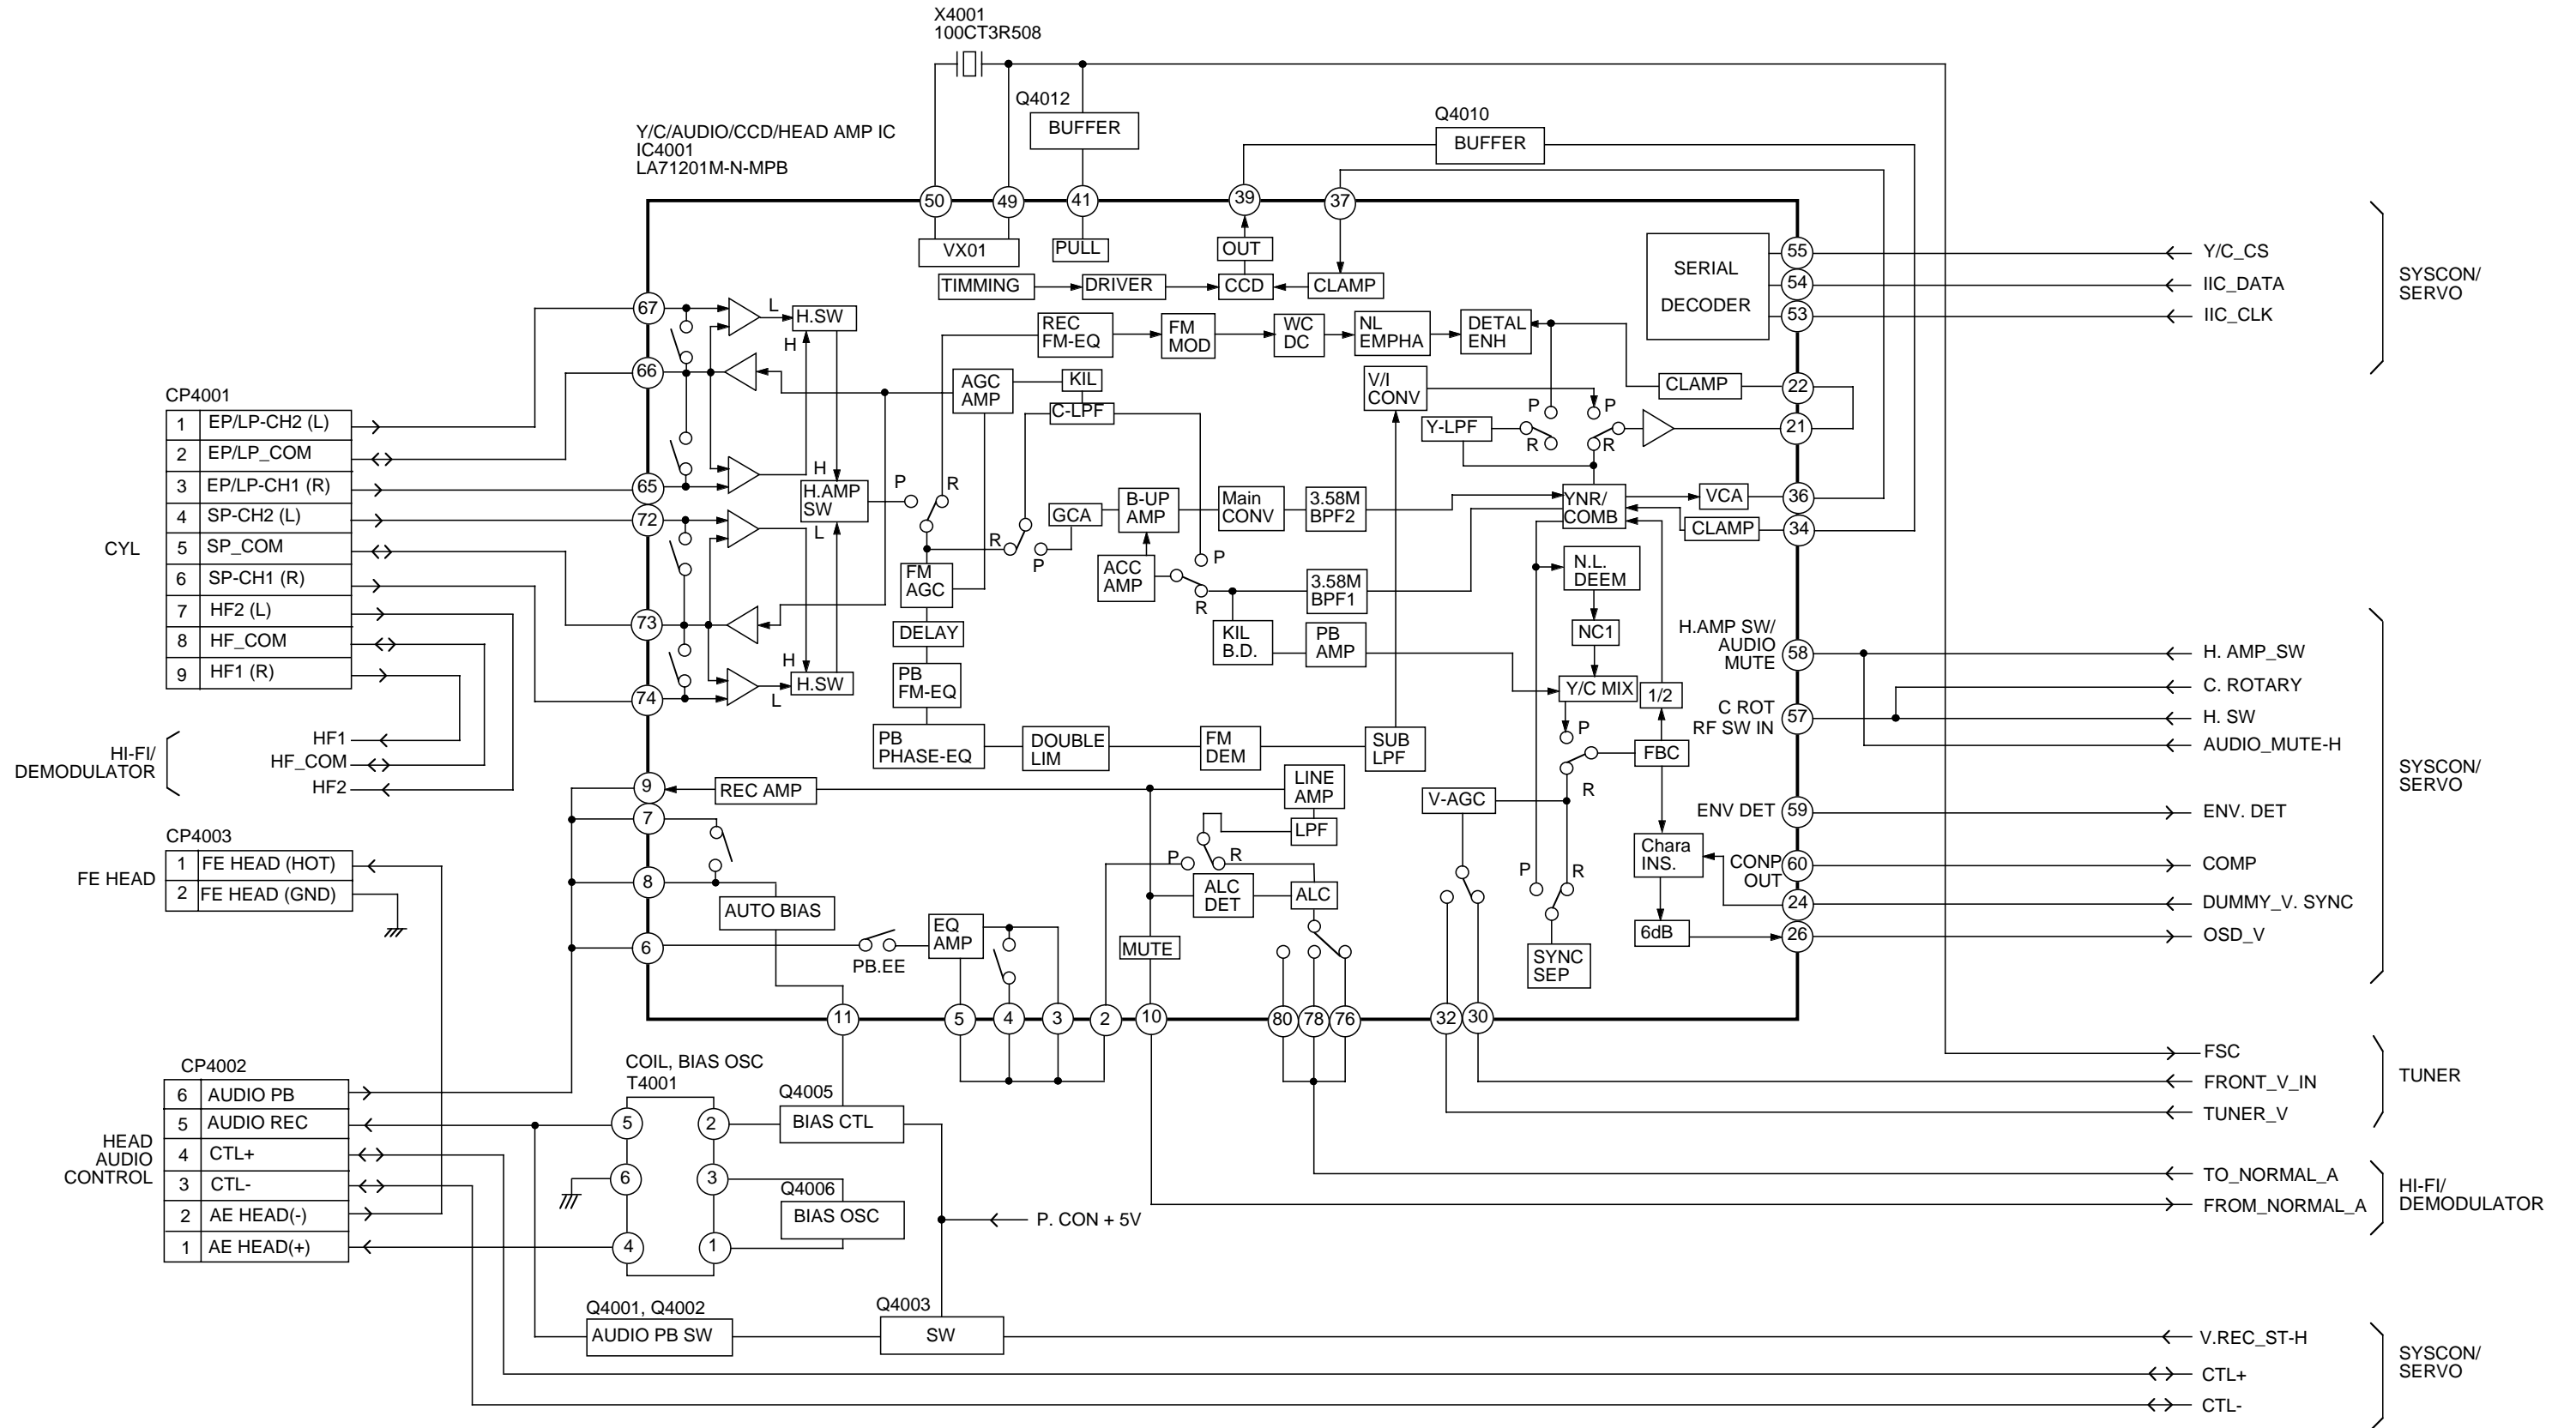 X4001
100CT3R508
Q4012
BUFFER
Q4010
BUFFER
Y/C/AUDIO/CCD/HEAD AMP IC
IC4001
LA71201M-N-MPB
50
49
41
39
37
VX01
PULL
OUT
TIMMING
DRIVER
CCD
CLAMP
SERIAL
DECODER
55
54
53
Y/C_CS
IIC_DATA
IIC_CLK
SYSCON/
SERVO
67
66
65
72
73
74
L
H.SW
H
H
H.AMP
SW
L
H
H.SW
L
P
R
REC
FM-EQ
FM
MOD
WC
DC
NL
EMPHA
DETAL
ENH
AGC
AMP
KIL
C-LPF
V/I
CONV
CLAMP
22
21
Y-LPF
P
R
P
R
CP4001
1 EP/LP-CH2 (L)
2 EP/LP_COM
3 EP/LP-CH1 (R)
4 SP-CH2 (L)
5 SP_COM
6 SP-CH1 (R)
7 HF2 (L)
8 HF_COM
9 HF1 (R)
CYL
GCA
B-UP
AMP
Main
CONV
3.58M
BPF2
YNR/
COMB
VCA
36
CLAMP
34
R
P
FM
AGC
ACC
AMP
P
R
3.58M
BPF1
N.L.
DEEM
DELAY
KIL
B.D.
PB
AMP
NC1
PB
FM-EQ
Y/C MIX
1/2
H.AMP SW/
AUDIO
MUTE
58
C ROT
RF SW IN
57
H. AMP_SW
C. ROTARY
H. SW
AUDIO_MUTE-H
PB
PHASE-EQ
DOUBLE
LIM
FM
DEM
SUB
LPF
P
R
FBC
HI-FI/
DEMODULATOR
HF1
HF_COM
HF2
9
7
8
6
REC AMP
LINE
AMP
LPF
V-AGC
ENV DET
59
ENV. DET
SYSCON/
SERVO
CP4003
1 FE HEAD (HOT)
2 FE HEAD (GND)
FE HEAD
P
R
ALC
DET
ALC
Chara
INS.
CONP
OUT
60
COMP
24
DUMMY_V. SYNC
26
OSD_V
P
R
6dB
SYNC
SEP
AUTO BIAS
PB.EE
EQ
AMP
MUTE
11
5
4
3
2
10
80
78
76
32
30
CP4002
6 AUDIO PB
5 AUDIO REC
4 CTL+
3 CTL-
2 AE HEAD(-)
1 AE HEAD(+)
HEAD
AUDIO
CONTROL
COIL, BIAS OSC
T4001
5
6
4
2
3
1
Q4005
BIAS CTL
Q4006
BIAS OSC
P. CON + 5V
FSC
FRONT_V_IN
TUNER_V
TUNER
TO_NORMAL_A
FROM_NORMAL_A
HI-FI/
DEMODULATOR
Q4001, Q4002
AUDIO PB SW
Q4003
SW
V.REC_ST-H
CTL+
CTL-
SYSCON/
SERVO